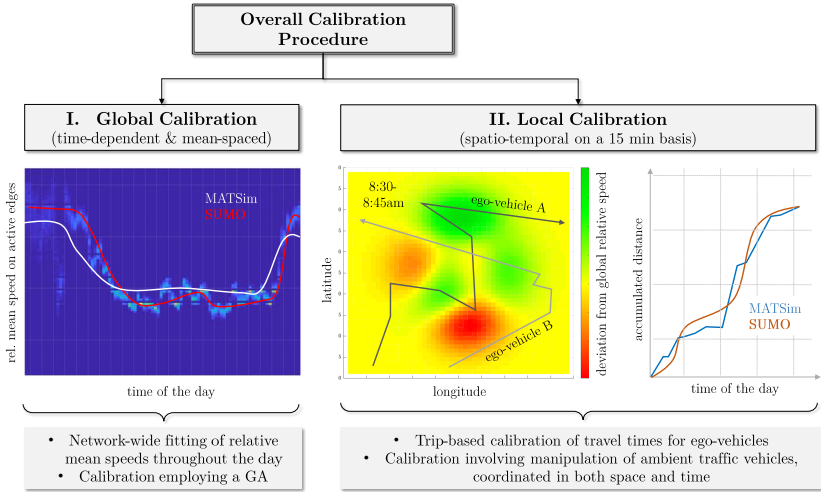 Overall Calibration
Procedure
I. Global Calibration
(time-dependent & mean-spaced)
II. Local Calibration
(spatio-temporal on a 15 min basis)
rel. mean speed on active edges
MATSim
SUMO
time of the day
latitude
8:30-
8:45am
ego-vehicle A
ego-vehicle B
longitude
deviation from global relative speed
accumulated distance
MATSim
SUMO
time of the day
• Network-wide fitting of relative
mean speeds throughout the day
• Calibration employing a GA
• Trip-based calibration of travel times for ego-vehicles
• Calibration involving manipulation of ambient traffic vehicles,
coordinated in both space and time